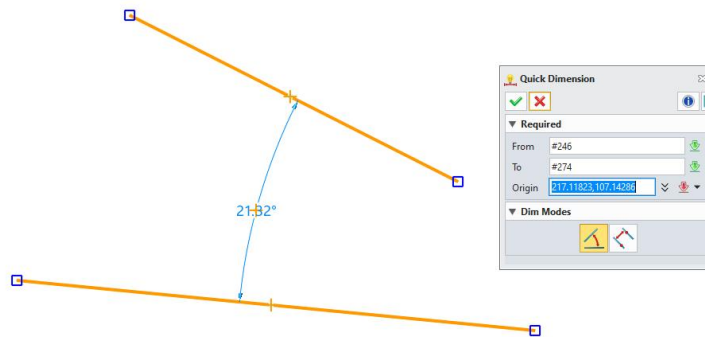 Quick Dimension
Required
From #246
To #274
Origin 217.11823,107.14286
Dim Modes
21.32°